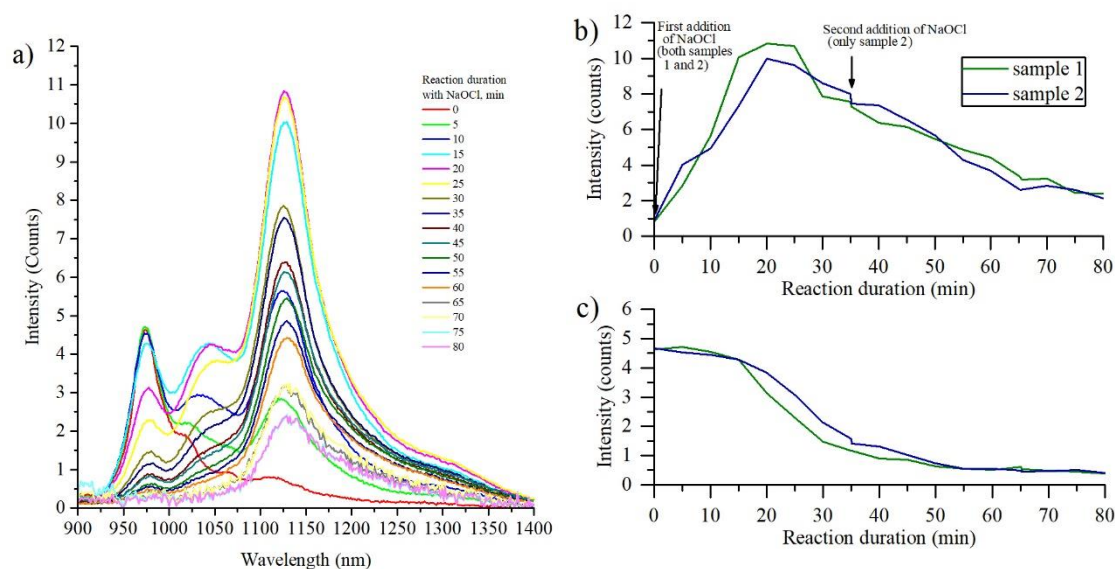 a)
Intensity (Counts)
12
11
10
9
8
7
6
5
4
3
2
1
0
900 950 1000 1050 1100 1150 1200 1250 1300 1350 1400
Wavelength (nm)
Reaction duration
with NaOCl, min
0
5
10
15
20
25
30
35
40
45
50
55
60
65
70
75
80
b)
Intensity (counts)
12
10
8
6
4
2
0
First addition
of NaOCl
(both samples
1 and 2)
Second addition of NaOCl
(only sample 2)
sample 1
sample 2
0 10 20 30 40 50 60 70 80
Reaction duration (min)
c)
Intensity (counts)
6
5
4
3
2
1
0
0 10 20 30 40 50 60 70 80
Reaction duration (min)